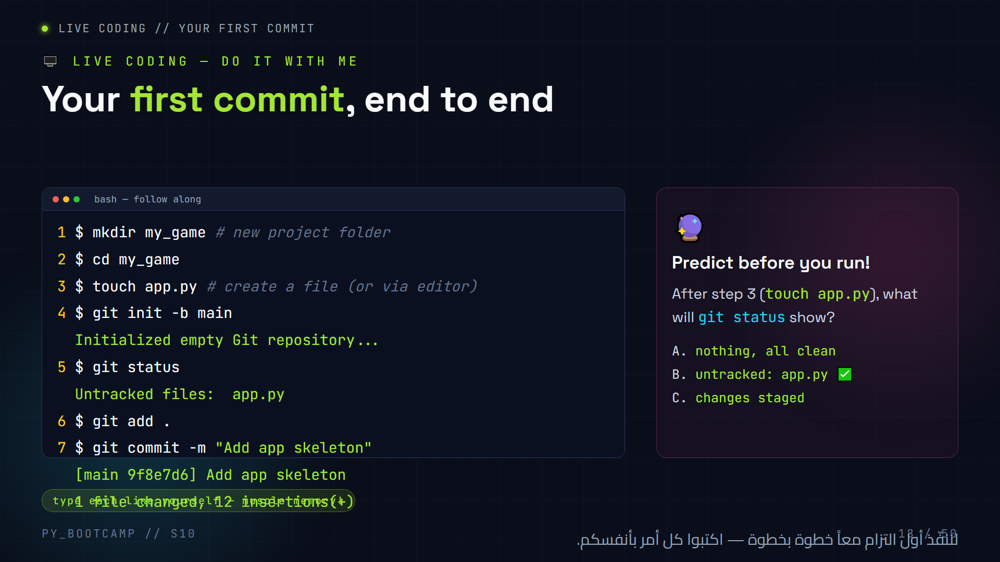 LIVE CODING // YOUR FIRST COMMIT
LIVE CODING — DO IT WITH ME
Your first commit, end to end
bash — follow along
1 $ mkdir my_game # new project folder
2 $ cd my_game
3 $ touch app.py # create a file (or via editor)
4 $ git init -b main
Initialized empty Git repository...
5 $ git status
Untracked files:  app.py
6 $ git add .
7 $ git commit -m "Add app skeleton"
[main 9f8e7d6] Add app skeleton
1 file changed, 12 insertions(+)
type each line yourself — muscle memory!
Predict before you run!
After step 3 (touch app.py), what
will git status show?
A. nothing, all clean
B. untracked: app.py ✅
C. changes staged
PY_BOOTCAMP // S10
18 / 50
لننفّذ أول التزام معاً خطوة بخطوة — اكتبوا كل أمر بأنفسكم.